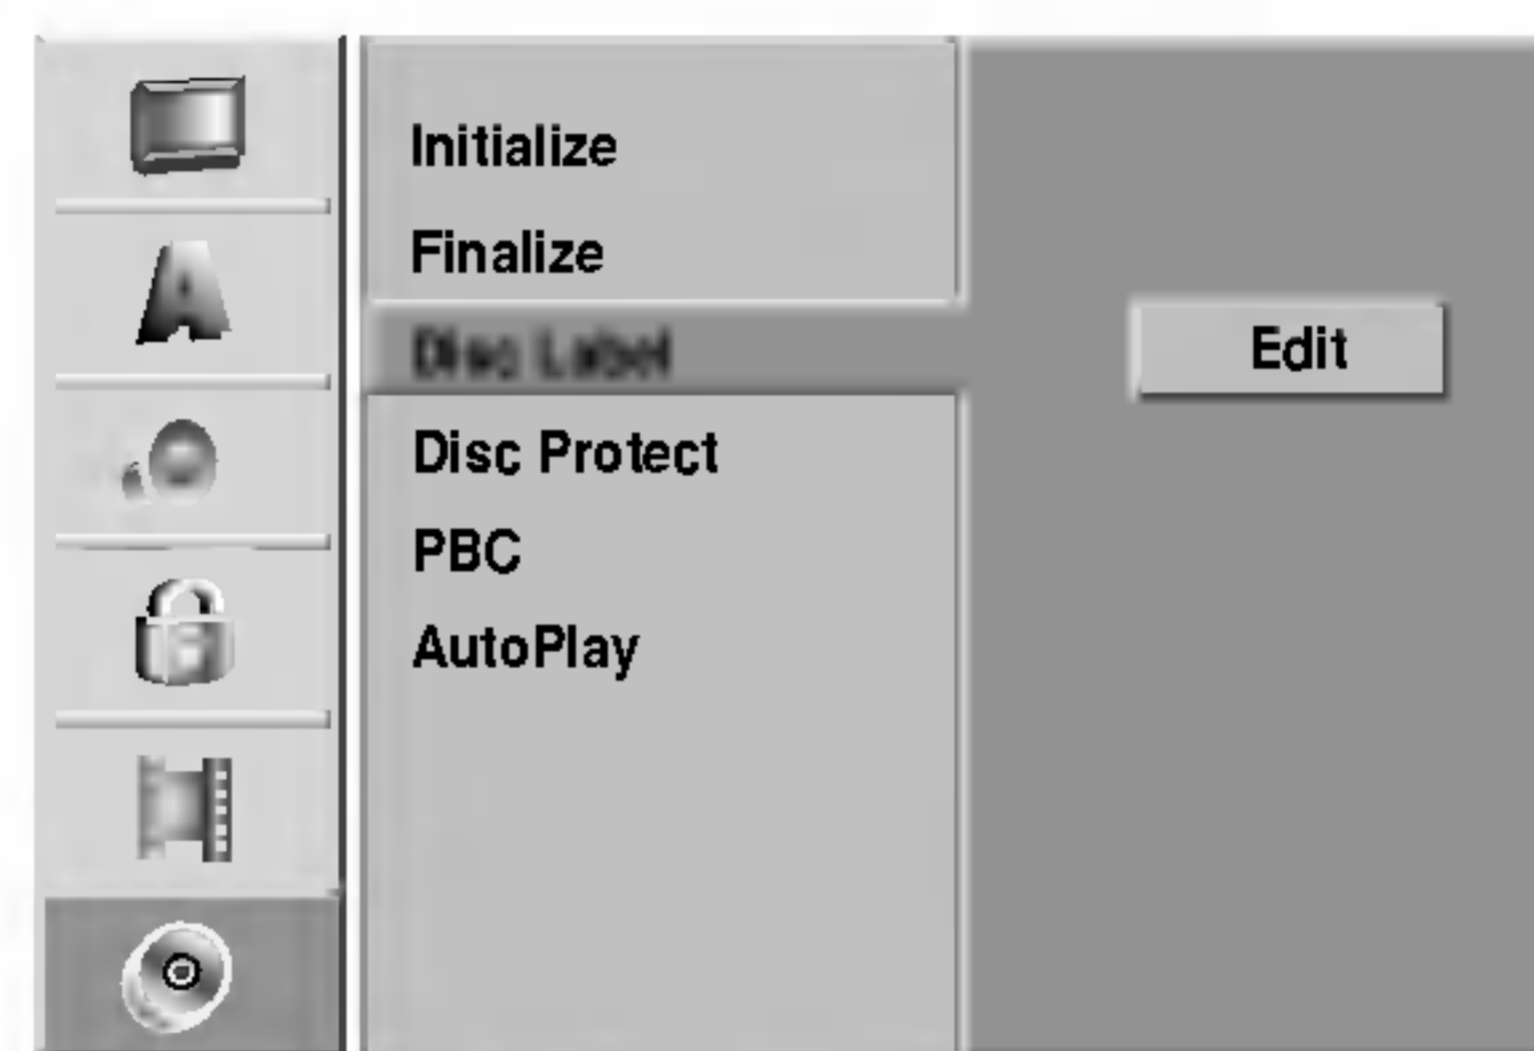 Initialize
Finalize
Disc Label
Edit
Disc Protect
PBC
AutoPlay